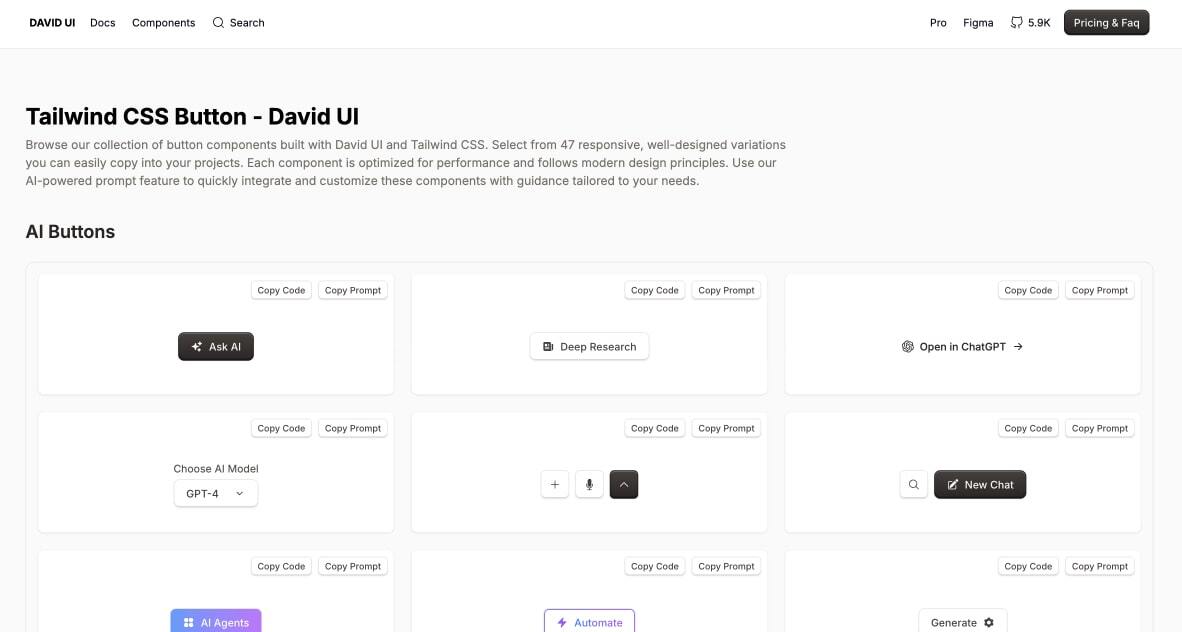 DAVID UI Docs Components Search Pro Figma 5.9K Pricing & Faq
Tailwind CSS Button - David UI
Browse our collection of button components built with David UI and Tailwind CSS. Select from 47 responsive, well-designed variations
you can easily copy into your projects. Each component is optimized for performance and follows modern design principles. Use our
AI-powered prompt feature to quickly integrate and customize these components with guidance tailored to your needs.
AI Buttons
Copy Code Copy Prompt Copy Code Copy Prompt Copy Code Copy Prompt
Ask AI Deep Research Open in ChatGPT
Copy Code Copy Prompt Copy Code Copy Prompt Copy Code Copy Prompt
Choose AI Model
GPT-4 New Chat
Copy Code Copy Prompt Copy Code Copy Prompt Copy Code Copy Prompt
AI Agents Automate Generate